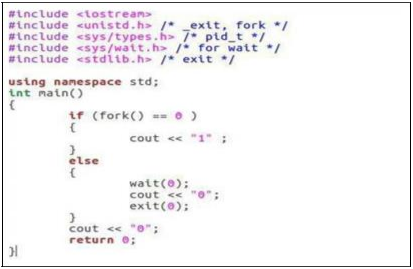 #include <iostream>
#include <unistd.h> /* _exit, fork */
#include <sys/types.h> /* pid_t */
#include <sys/wait.h> /* for wait */
#include <stdlib.h> /* exit */
using namespace std;
int main()
{
if (fork() == 0 )
{
cout << "1" ;
}
else
{
wait(0);
cout << "0";
exit(0);
}
cout << "0";
return 0;
}